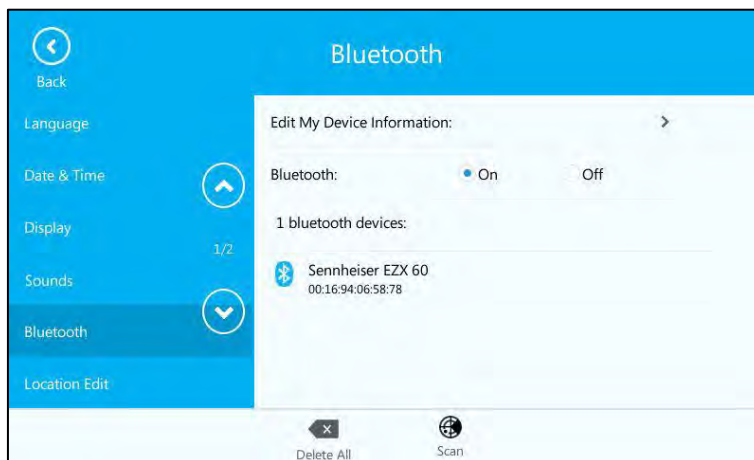 Bluetooth
Back
Language
Date & Time
Display
1/2
Sounds
Bluetooth
Location Edit
Edit My Device Information:
Bluetooth: On Off
1 bluetooth devices:
Sennheiser EZX 60
00:16:94:06:58:78
Delete All Scan